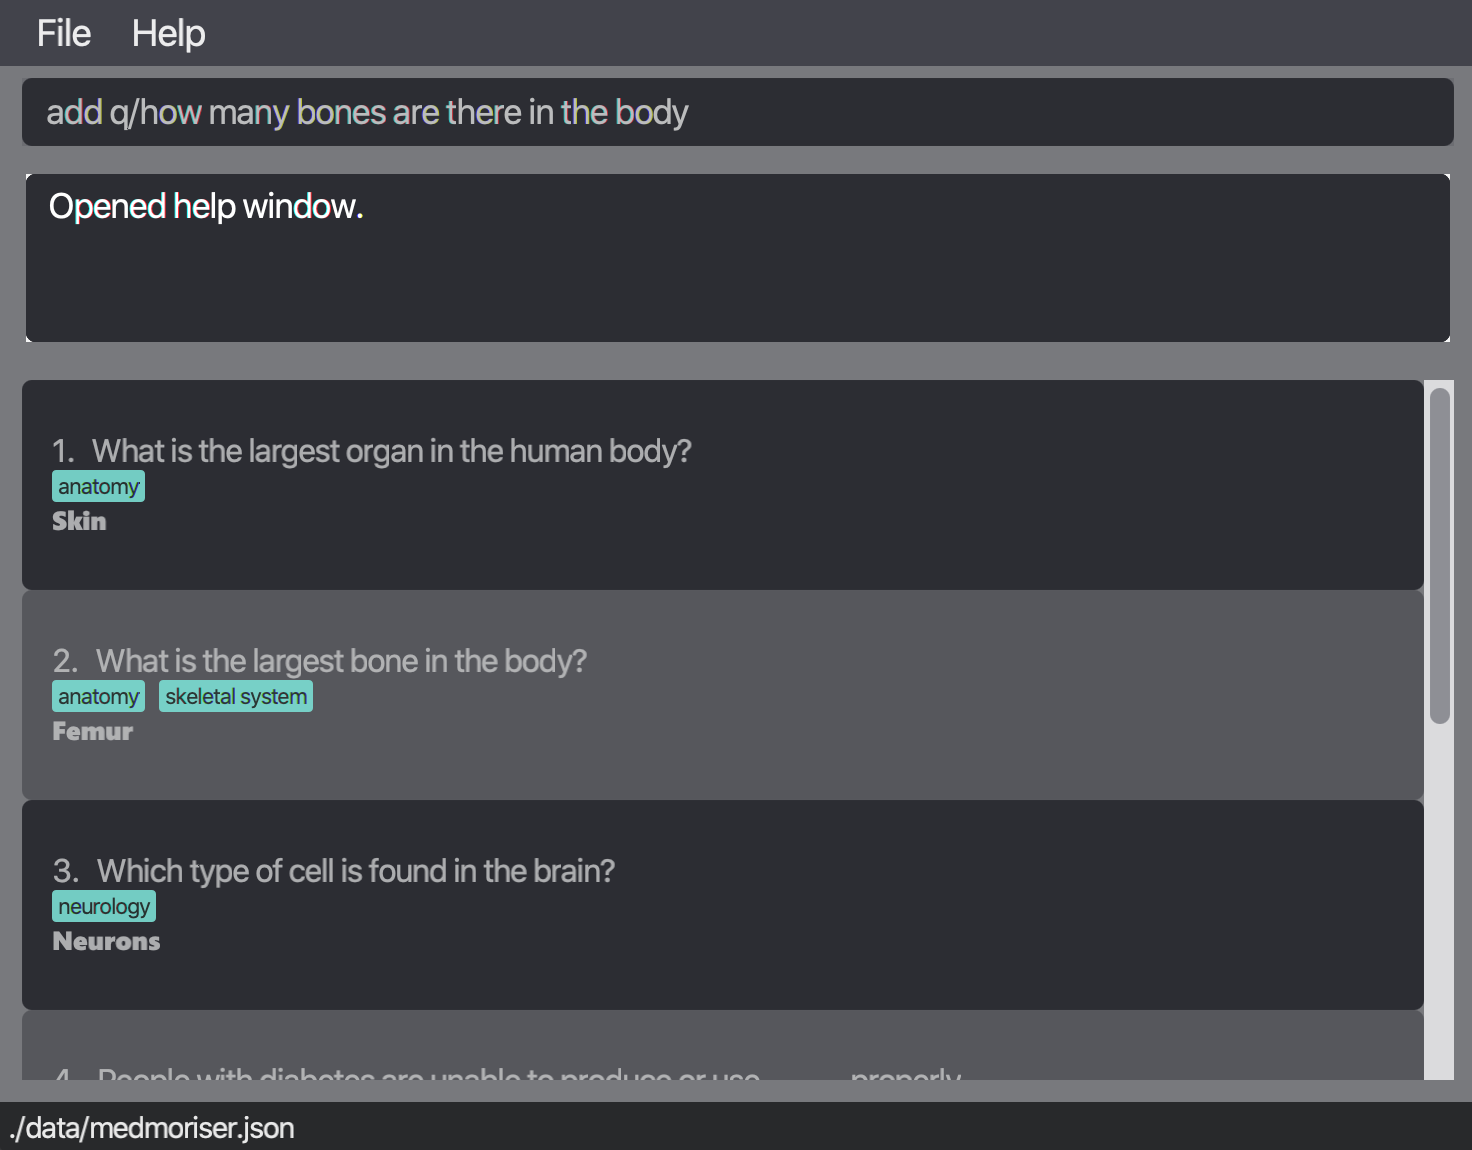 File Help
add q/how many bones are there in the body
Opened help window.
1. What is the largest organ in the human body?
anatomy
Skin
2. What is the largest bone in the body?
anatomy skeletal system
Femur
3. Which type of cell is found in the brain?
neurology
Neurons
4. People with diabetes are unable to produce or use _____ properly
./data/medmoriser.json